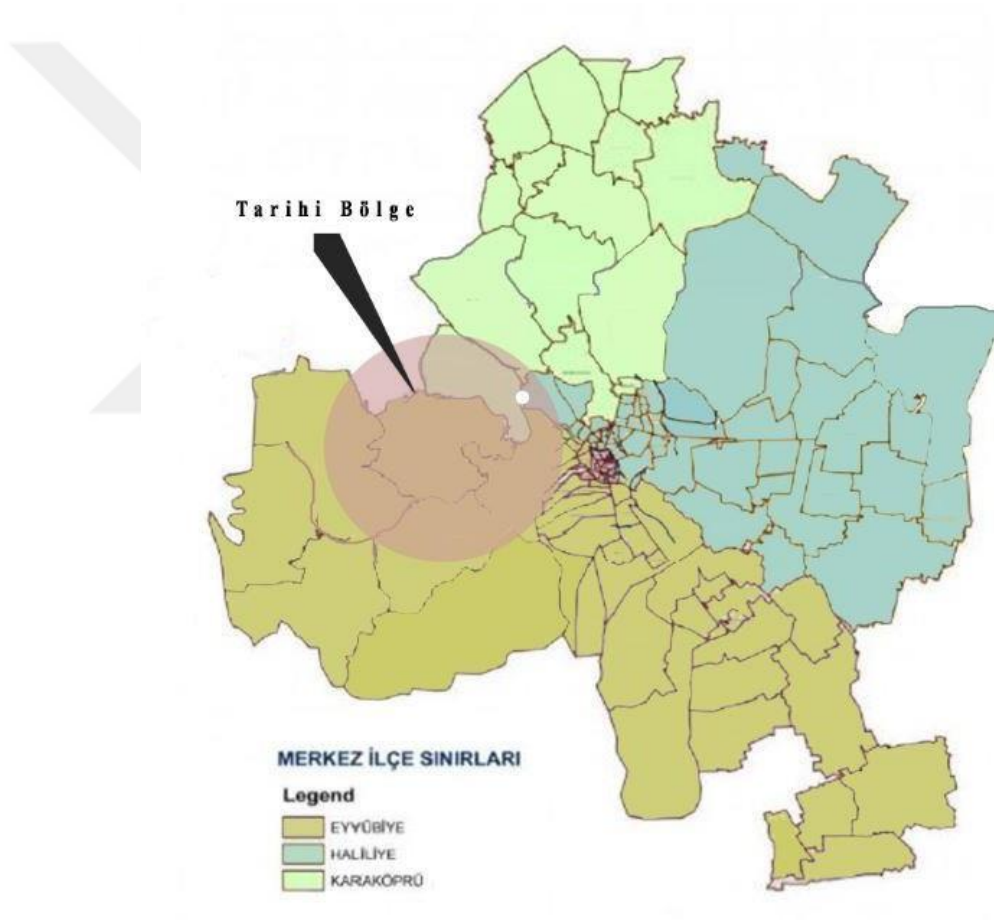 Tarihi Bölge
MERKEZ İLÇE SINIRLARI
Legend
EYYÜBİYE
HALİLİYE
KARAKÖPRÜ